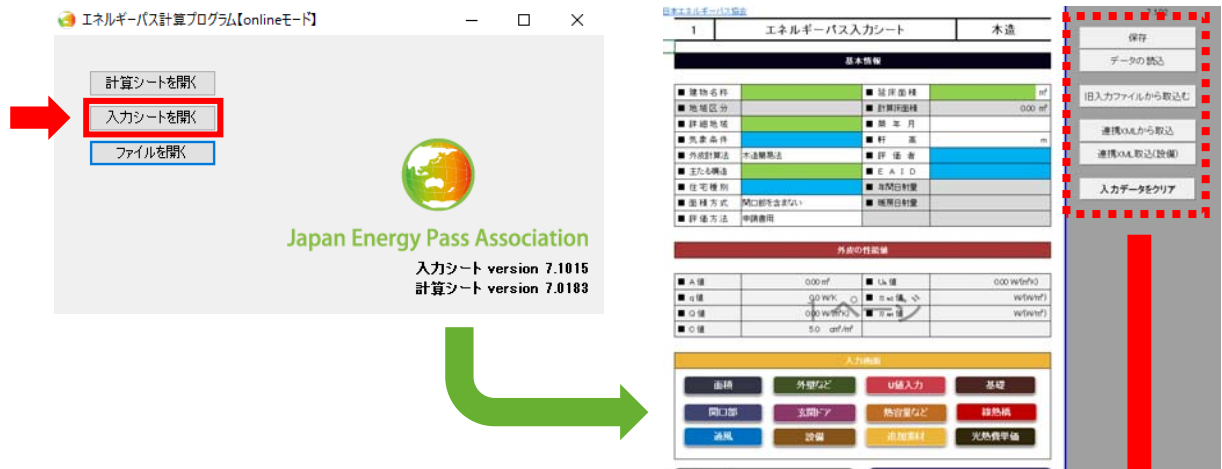 エネルギーパス計算プログラム【onlineモード】
計算シートを開く
入力シートを開く
ファイルを開く
Japan Energy Pass Association
入力シート version 7.1015
計算シート version 7.0183
日本エネルギーパス協会
1 エネルギーパス入力シート 木造
基本情報
■ 建物名称 ■ 延床面積 ㎡
■ 地域区分 ■ 計算床面積 0.00 ㎡
■ 詳細地域 ■ 築年月
■ 気象条件 ■ 軒高 m
■ 外皮計算法 木造簡易法 ■ 評価者
■ 主たる構造 ■ EAID
■ 住宅種別 ■ 年間日射量
■ 面積方式 開口部を含まない ■ 暖房日射量
■ 評価方法 申請書用
外皮の性能値
■ A値 0.00 ㎡ ■ UA値 0.00 W/(㎡K)
■ q値 0.0 W/K W/(W/㎡)
■ Q値 0.00 W/(㎡K) W/(W/㎡)
■ C値 5.0 c㎡/㎡
入力画面
面積 外壁など U値入力 基礎
開口部 玄関ドア 熱容量など 線熱橋
通風 設備 追加素材 光熱費単価
保存
データの読込
旧入力ファイルから取込む
連携XMLから取込
連携XML取込(設備)
入力データをクリア